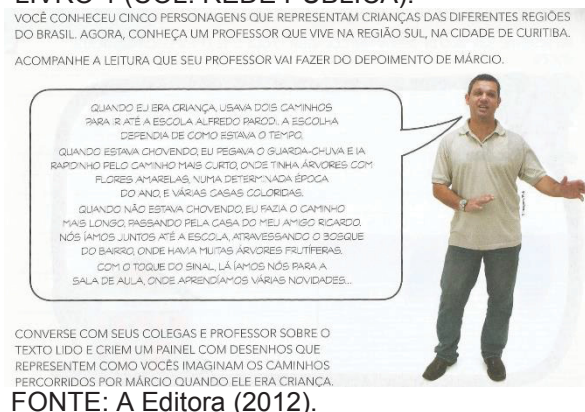 LIVRO 1 (COL. REDE PÚBLICA).
VOCÊ CONHECEU CINCO PERSONAGENS QUE REPRESENTAM CRIANÇAS DAS DIFERENTES REGIÕES
DO BRASIL. AGORA, CONHEÇA UM PROFESSOR QUE VIVE NA REGIÃO SUL, NA CIDADE DE CURITIBA.
ACOMPANHE A LEITURA QUE SEU PROFESSOR VAI FAZER DO DEPOIMENTO DE MÁRCIO.
QUANDO EU ERA CRIANÇA, USAVA DOIS CAMINHOS
PARA IR ATÉ A ESCOLA ALFREDO PARODI. A ESCOLHA
DEPENDIA DE COMO ESTAVA O TEMPO.
QUANDO ESTAVA CHOVENDO, EU PEGAVA O GUARDA-CHUVA E IA
RAPIDINHO PELO CAMINHO MAIS CURTO, ONDE TINHA ÁRVORES COM
FLORES AMARELAS, NUMA DETERMINADA ÉPOCA
DO ANO, E VÁRIAS CASAS COLORIDAS.
QUANDO NÃO ESTAVA CHOVENDO, EU FAZIA O CAMINHO
MAIS LONGO, PASSANDO PELA CASA DO MEU AMIGO RICARDO.
NÓS ÍAMOS JUNTOS ATÉ A ESCOLA, ATRAVESSANDO O BOSQUE
DO BAIRRO, ONDE HAVIA MUITAS ÁRVORES FRUTÍFERAS.
COM O TOQUE DO SINAL, LÁ ÍAMOS NÓS PARA A
SALA DE AULA, ONDE APRENDÍAMOS VÁRIAS NOVIDADES...
CONVERSE COM SEUS COLEGAS E PROFESSOR SOBRE O
TEXTO LIDO E CRIEM UM PAINEL COM DESENHOS QUE
REPRESENTEM COMO VOCÊS IMAGINAM OS CAMINHOS
PERCORRIDOS POR MÁRCIO QUANDO ELE ERA CRIANÇA.
FONTE: A Editora (2012).